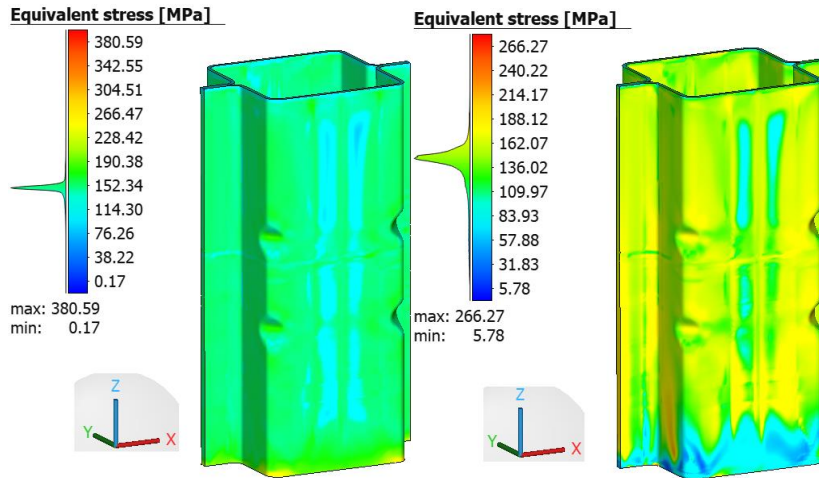 Equivalent stress [MPa]
380.59
342.55
304.51
266.47
228.42
190.38
152.34
114.30
76.26
38.22
0.17
max: 380.59
min: 0.17
Z
Y
X
Equivalent stress [MPa]
266.27
240.22
214.17
188.12
162.07
136.02
109.97
83.93
57.88
31.83
5.78
max: 266.27
min: 5.78
Z
Y
X